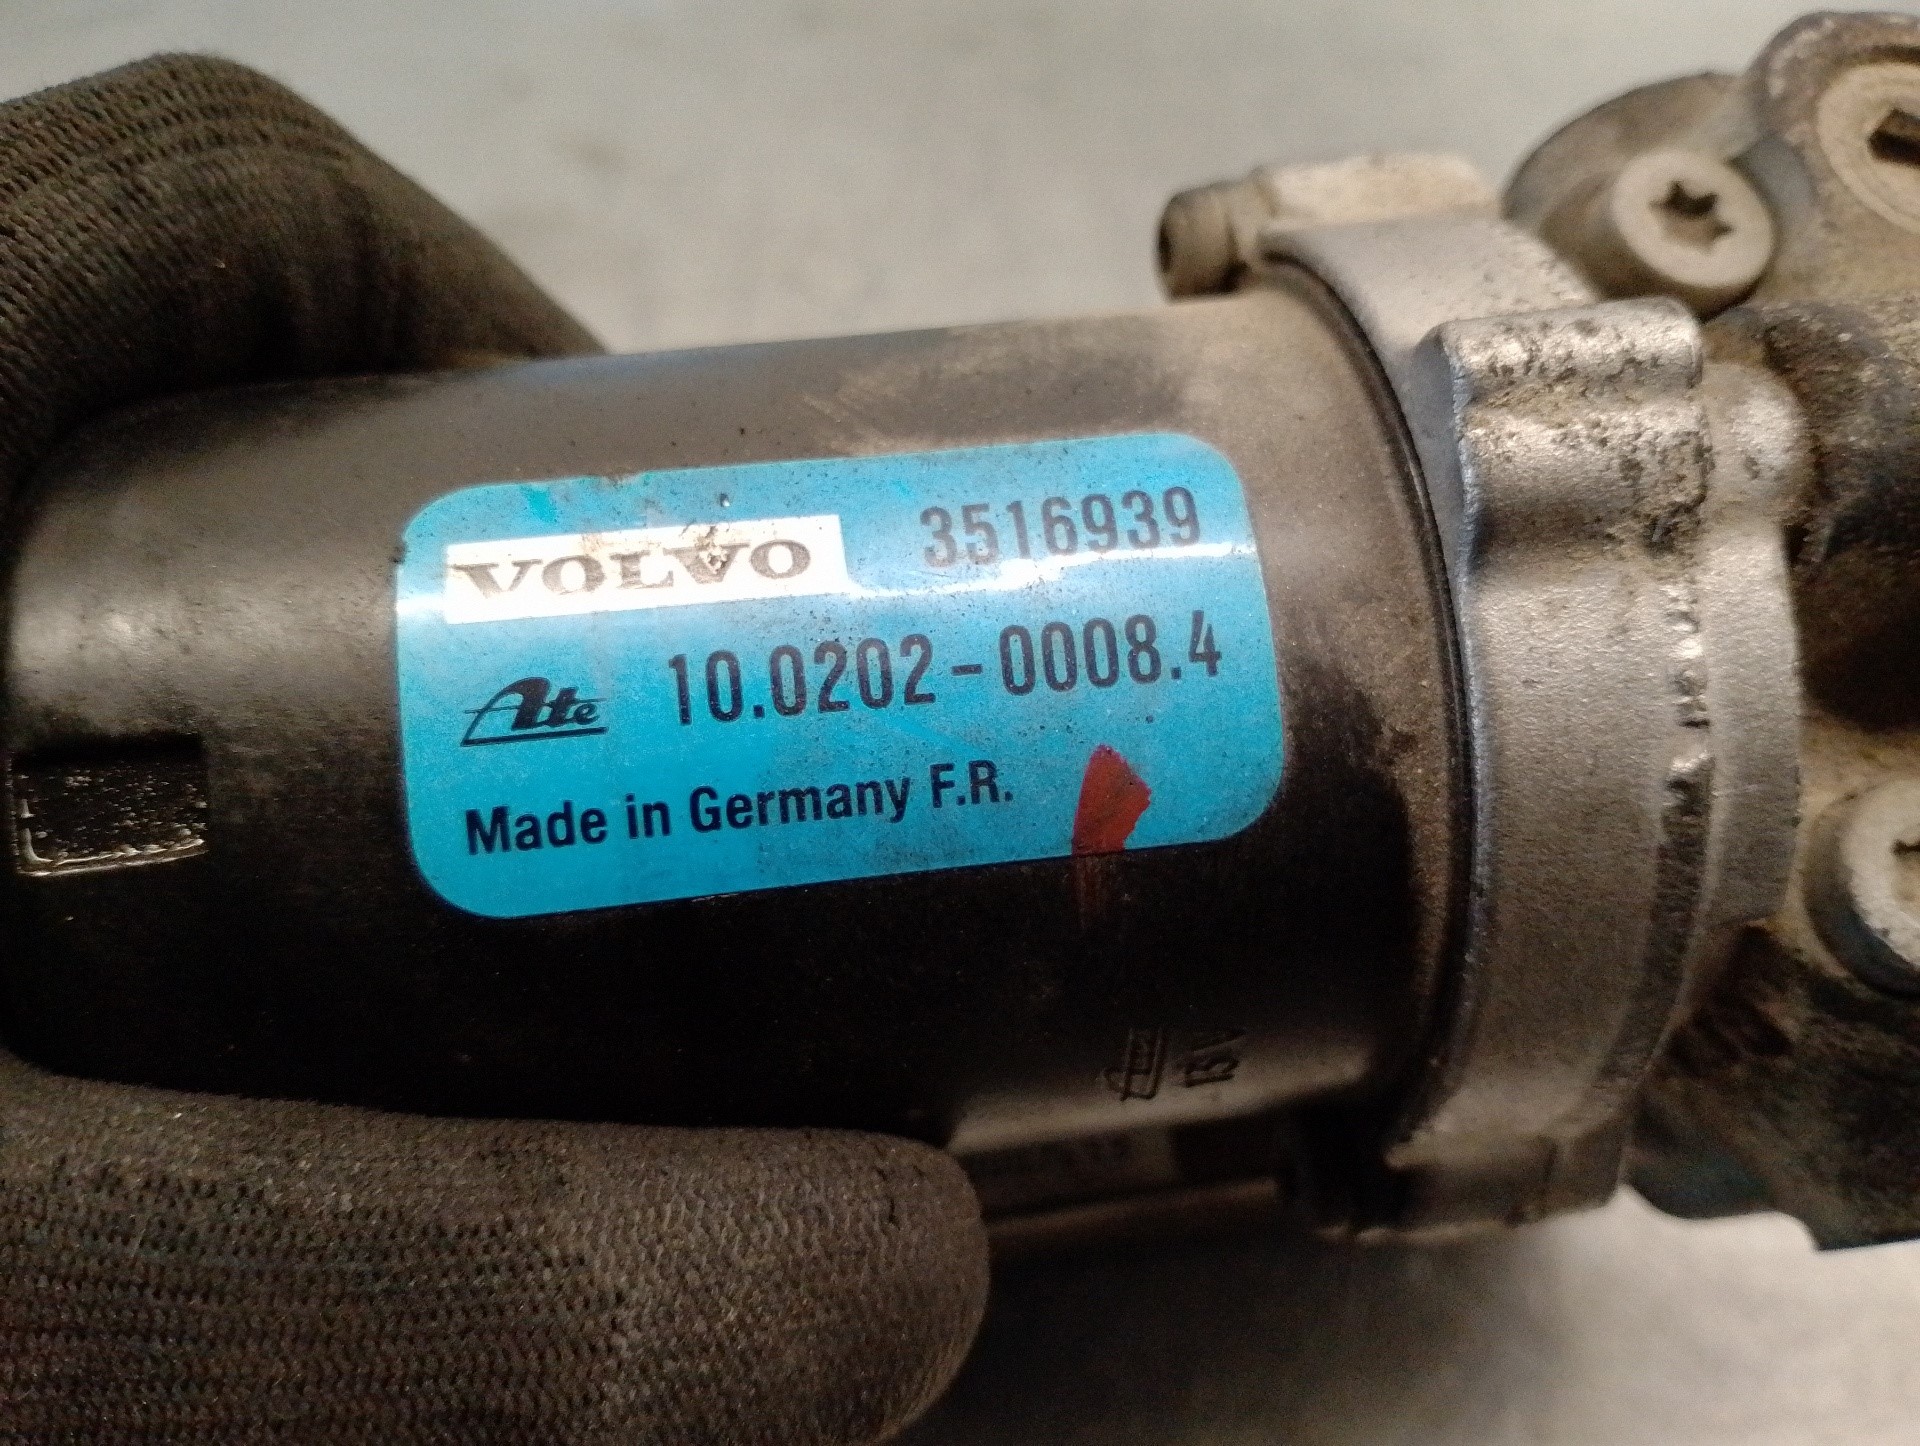 VOLVO 3516939
Ate 10.0202-0008.4
Made in Germany F.R.